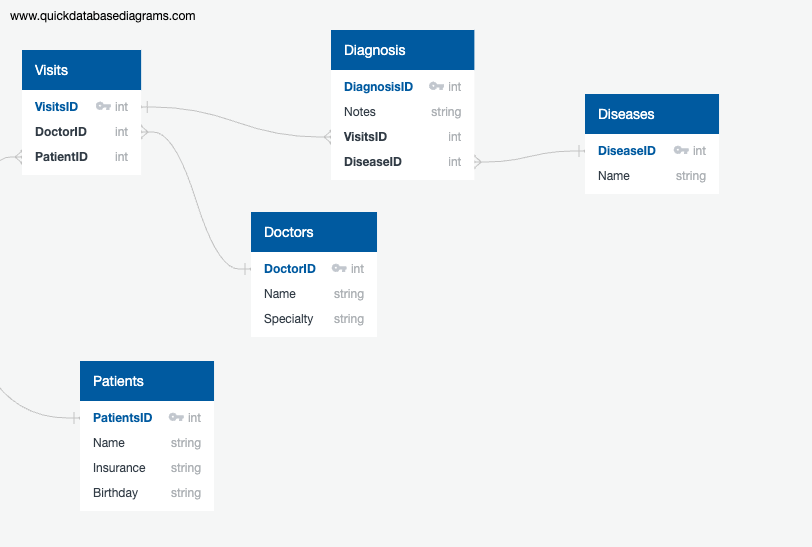 www.quickdatabasediagrams.com
Visits
VisitsID int
DoctorID int
PatientID int
Diagnosis
DiagnosisID int
Notes string
VisitsID int
DiseaseID int
Diseases
DiseaseID int
Name string
Doctors
DoctorID int
Name string
Specialty string
Patients
PatientsID int
Name string
Insurance string
Birthday string